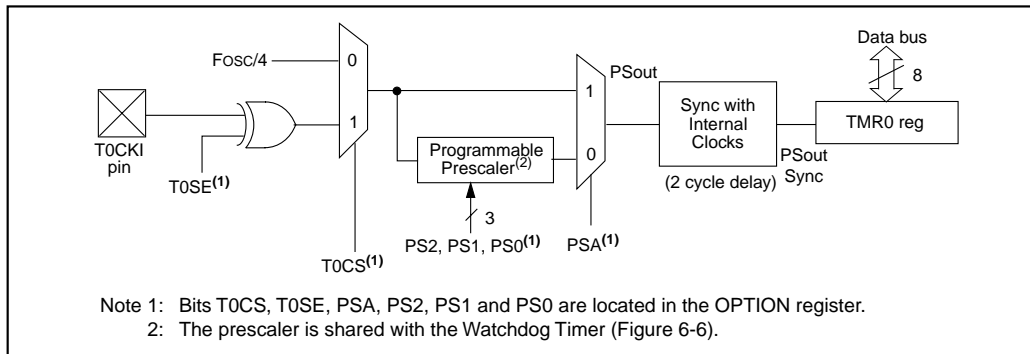 Data bus
8
FOSC/4
0
PSout
1
Sync with
Internal
Clocks
TMR0 reg
1
T0CKI
pin
Programmable
Prescaler(2)
0
PSout
Sync
T0SE(1)
(2 cycle delay)
3
PS2, PS1, PS0(1)
PSA(1)
T0CS(1)
Note 1: Bits T0CS, T0SE, PSA, PS2, PS1 and PS0 are located in the OPTION register.
2: The prescaler is shared with the Watchdog Timer (Figure 6-6).